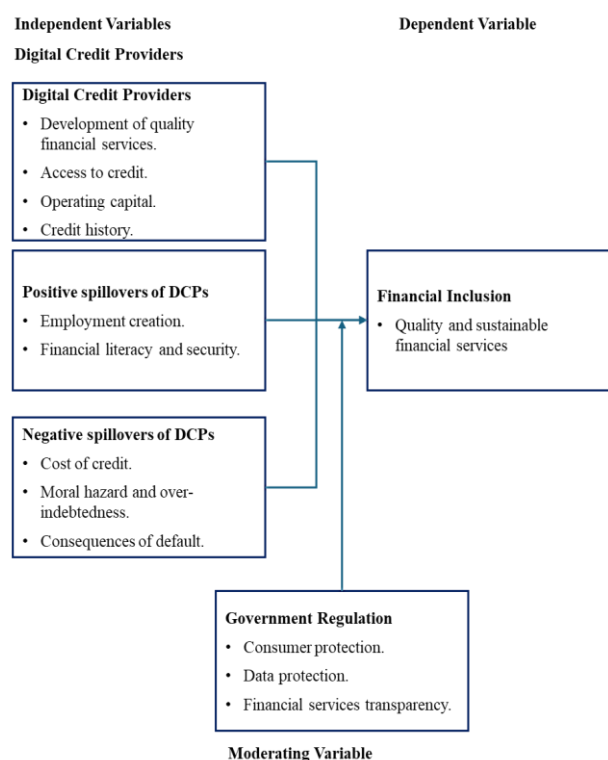 Independent Variables
Dependent Variable
Digital Credit Providers
Digital Credit Providers
• Development of quality
financial services.
• Access to credit.
• Operating capital.
• Credit history.
Positive spillovers of DCPs
• Employment creation.
• Financial literacy and security.
Financial Inclusion
• Quality and sustainable
financial services
Negative spillovers of DCPs
• Cost of credit.
• Moral hazard and over-
indebtedness.
• Consequences of default.
Government Regulation
• Consumer protection.
• Data protection.
• Financial services transparency.
Moderating Variable